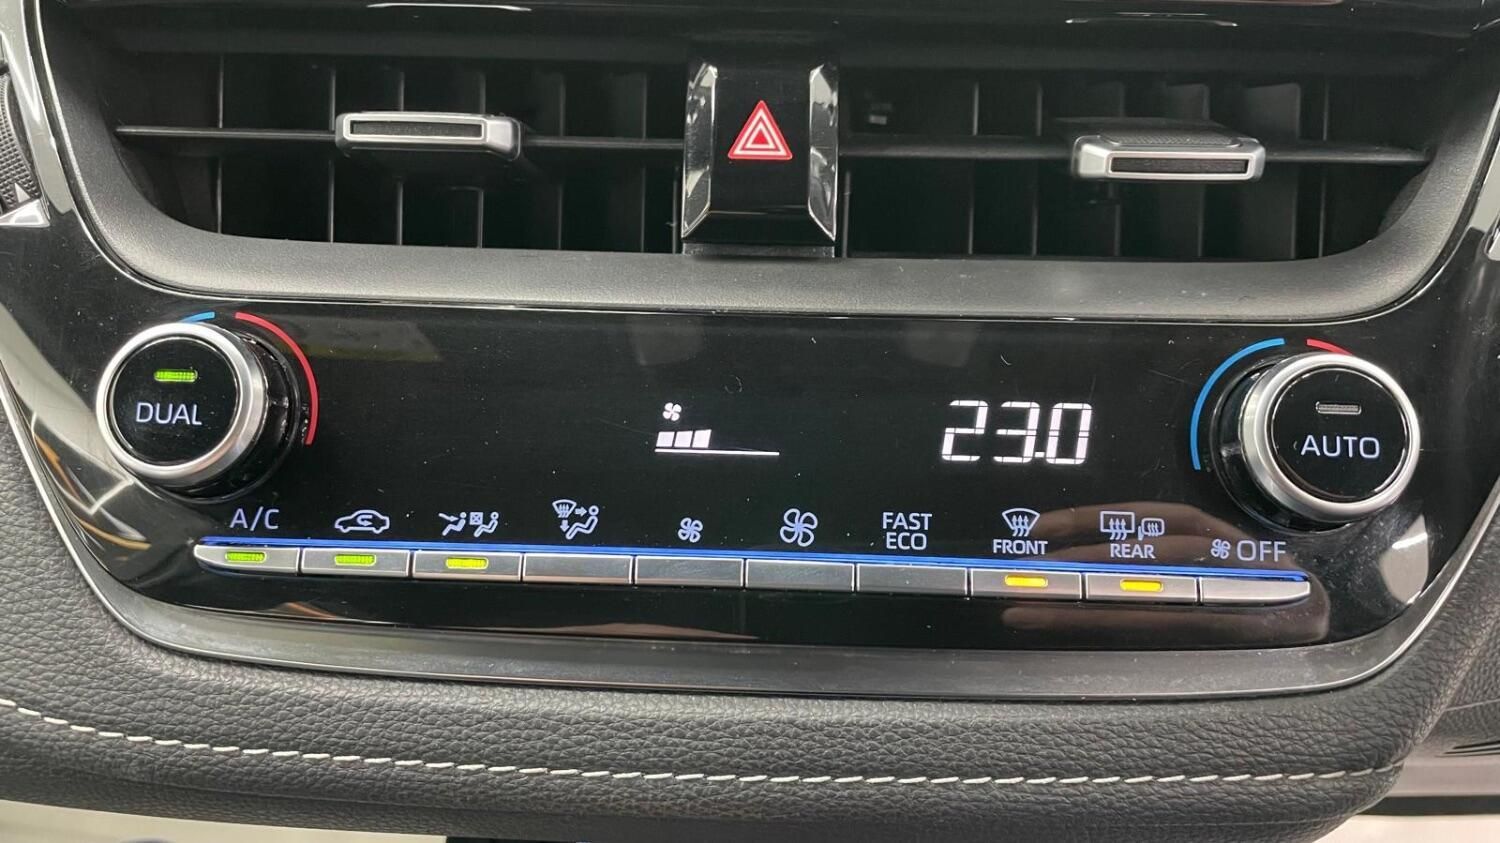 DUAL
23.0
AUTO
A/C
FAST
ECO
FRONT
REAR
OFF